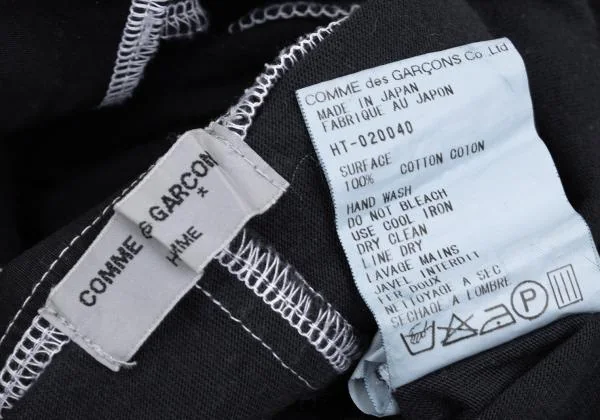 COMME
GARCON
*
HOMME
COMME des GARÇONS Co.,Ltd
MADE IN JAPAN
FABRIQUE AU JAPON
HT-020040
SURFACE
100% COTTON COTON
HAND WASH
DO NOT BLEACH
USE COOL IRON
DRY CLEAN
LINE DRY
LAVAGE MAINS
JAVEL INTERDIT
FER DOUX
NETTOYAGE A SEC
SECHAGE A L'OMBRE
P